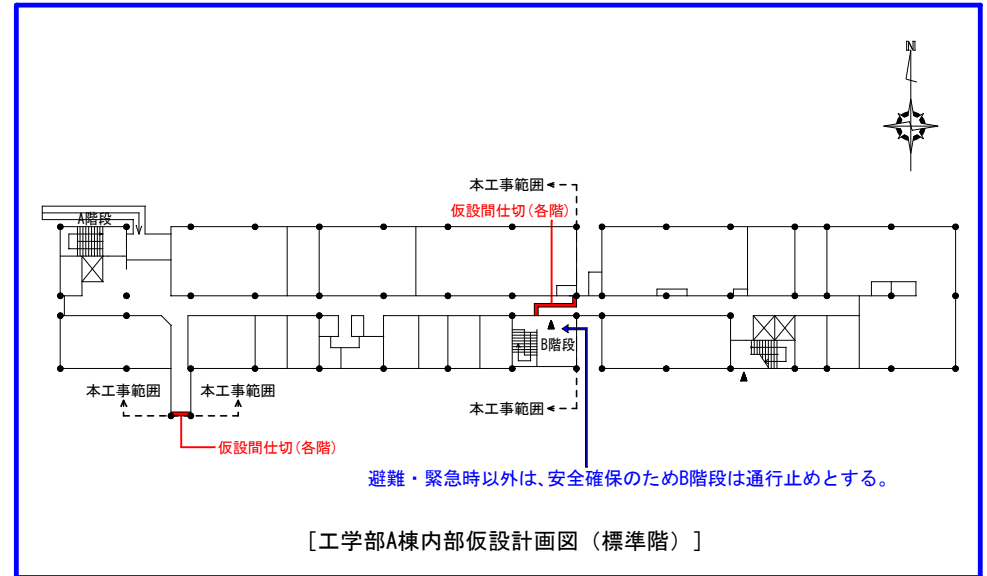 N
本工事範囲
仮設間仕切(各階)
A階段
B階段
本工事範囲
本工事範囲
本工事範囲
仮設間仕切(各階)
避難・緊急時以外は、安全確保のためB階段は通行止めとする。
[工学部A棟内部仮設計画図（標準階）]